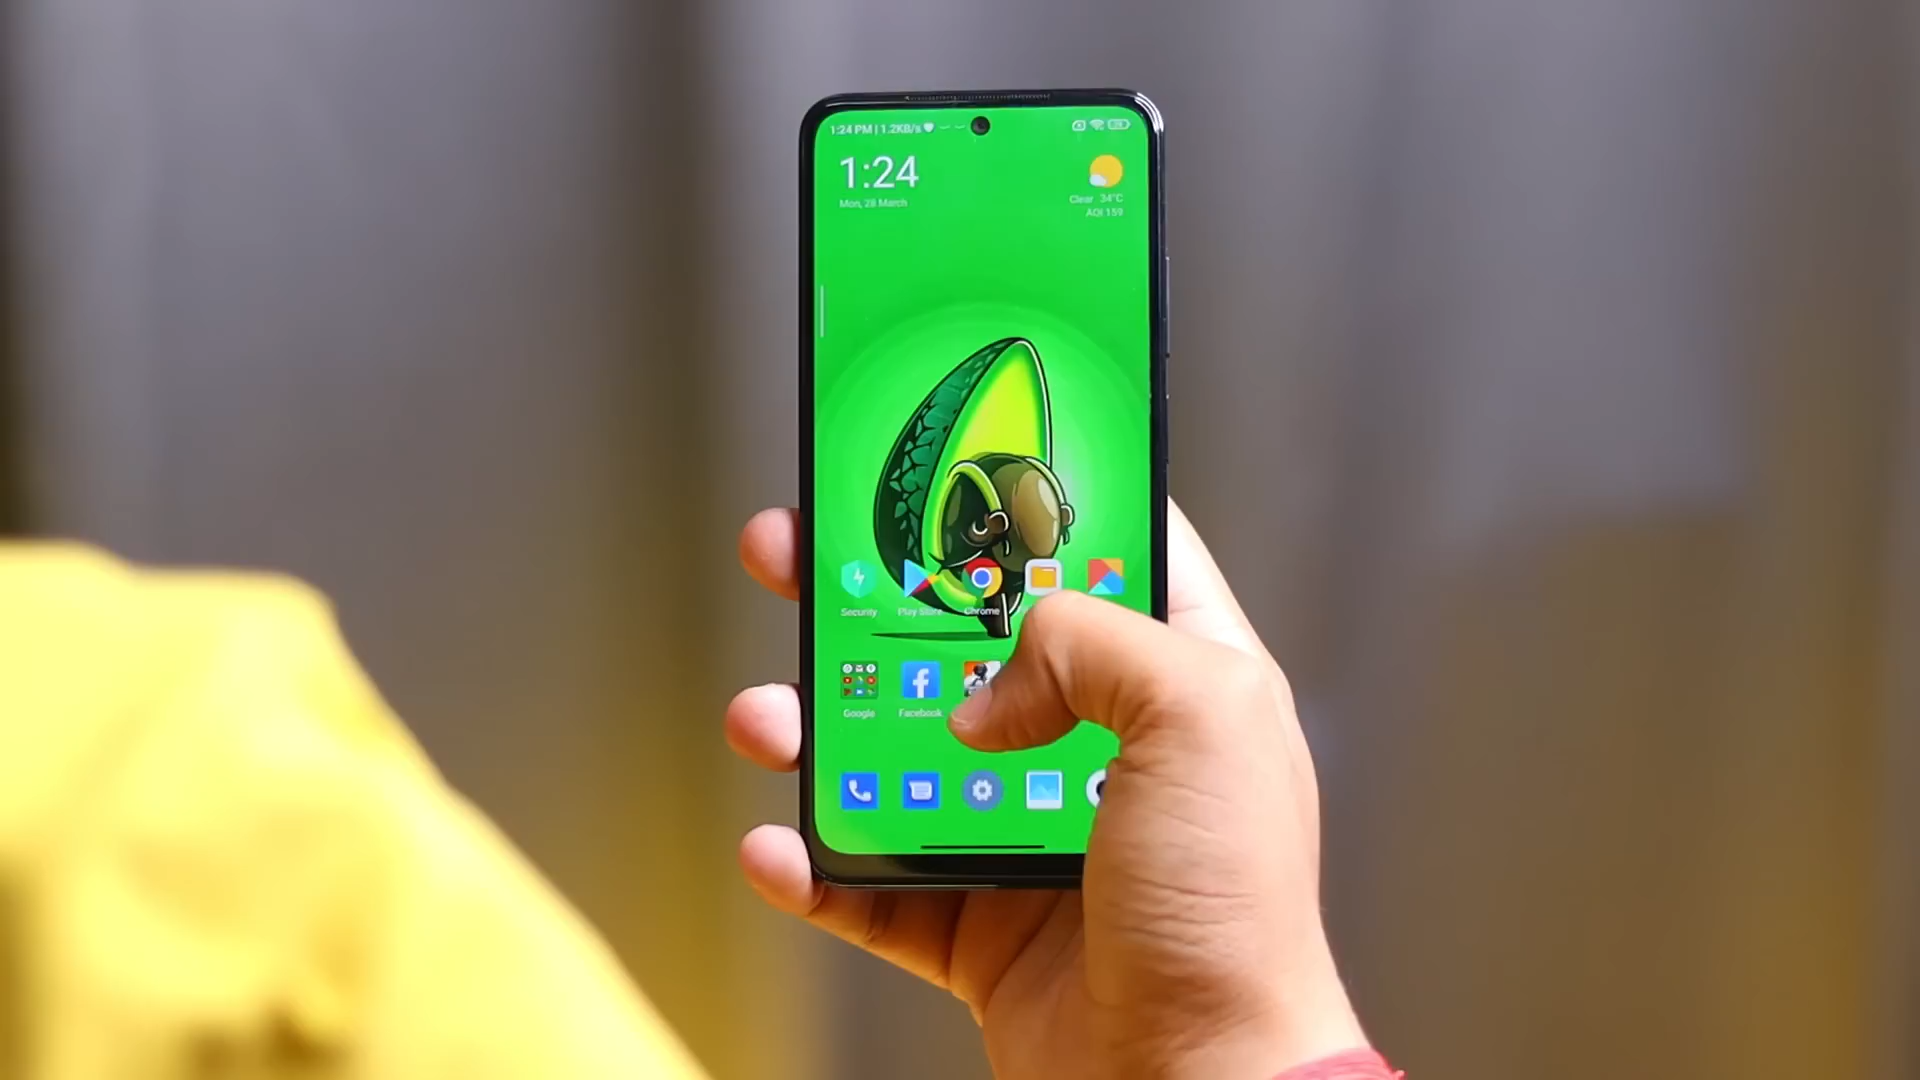 1:24 PM | 1.2KB/s
1:24
Mon, 28 March
Clear 34°C
AQI 159
Security
Play Store
Chrome
Google
Facebook